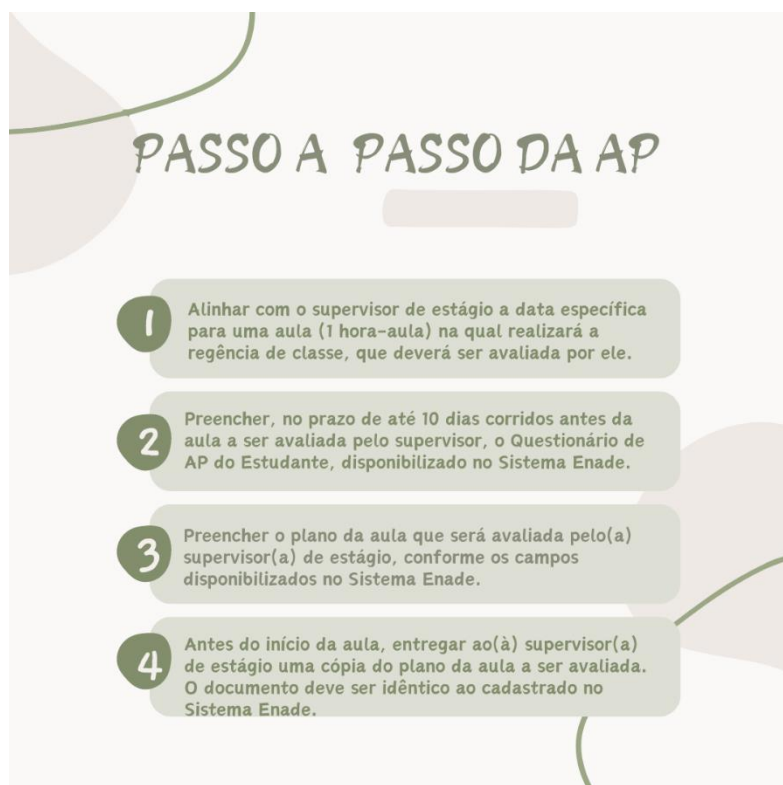 PASSO A PASSO DA AP
1
Alinhar com o supervisor de estágio a data específica
para uma aula (1 hora-aula) na qual realizará a
regência de classe, que deverá ser avaliada por ele.
2
Preencher, no prazo de até 10 dias corridos antes da
aula a ser avaliada pelo supervisor, o Questionário de
AP do Estudante, disponibilizado no Sistema Enade.
3
Preencher o plano da aula que será avaliada pelo(a)
supervisor(a) de estágio, conforme os campos
disponibilizados no Sistema Enade.
4
Antes do início da aula, entregar ao(à) supervisor(a)
de estágio uma cópia do plano da aula a ser avaliada.
O documento deve ser idêntico ao cadastrado no
Sistema Enade.